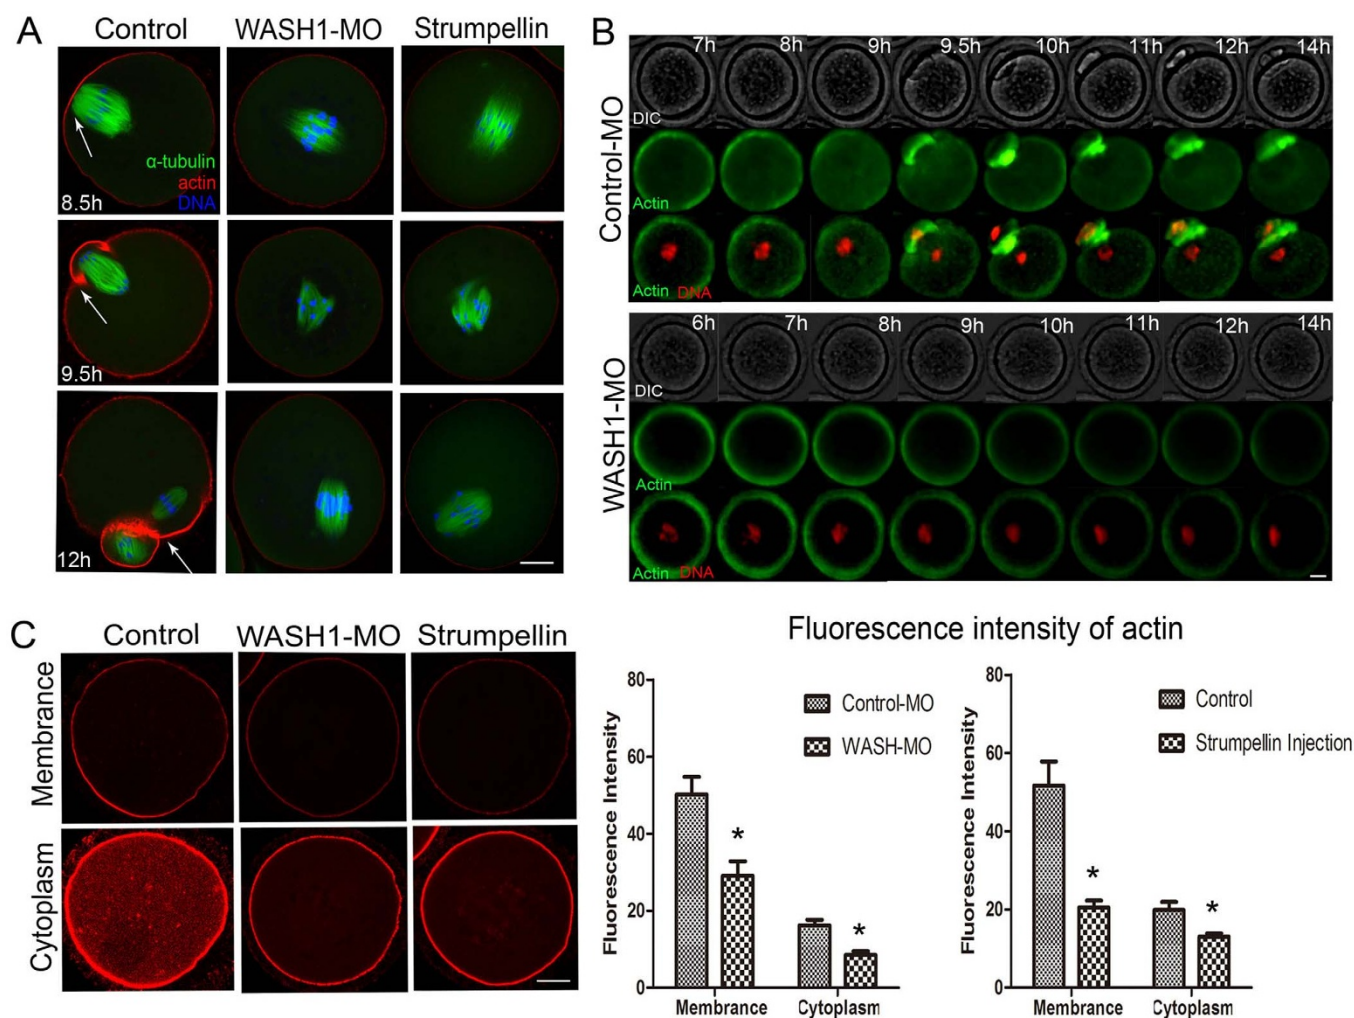 A
Control
WASH1-MO
Strumpellin
α-tubulin
actin
DNA
8.5h
9.5h
12h
B
Control-MO
7h 8h 9h 9.5h 10h 11h 12h 14h
DIC
Actin
Actin DNA
WASH1-MO
6h 7h 8h 9h 10h 11h 12h 14h
DIC
Actin
Actin DNA
C
Control
WASH1-MO
Strumpellin
Membrance
Cytoplasm
Fluorescence intensity of actin
Fluorescence Intensity
80
60
40
20
0
Control-MO
WASH-MO
*
*
Membrance Cytoplasm
Fluorescence Intensity
80
60
40
20
0
Control
Strumpellin Injection
*
*
Membrance Cytoplasm